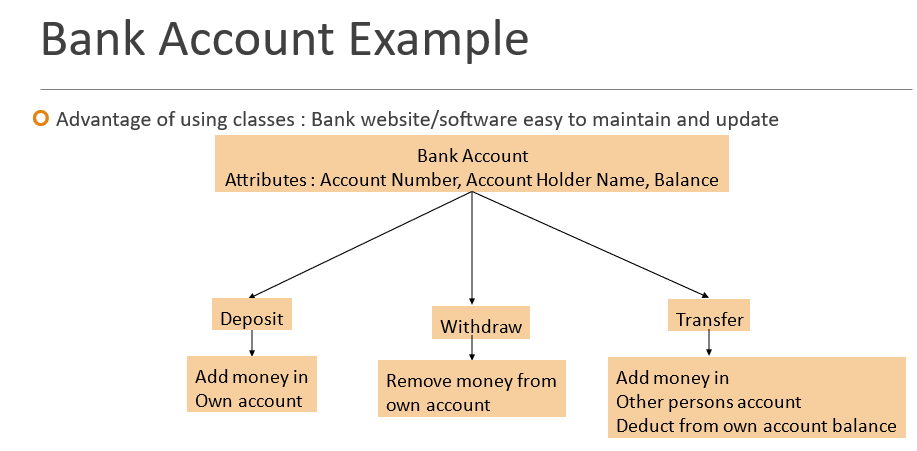 Bank Account Example
Advantage of using classes : Bank website/software easy to maintain and update
Bank Account
Attributes : Account Number, Account Holder Name, Balance
Deposit
Withdraw
Transfer
Add money in
Own account
Remove money from
own account
Add money in
Other persons account
Deduct from own account balance